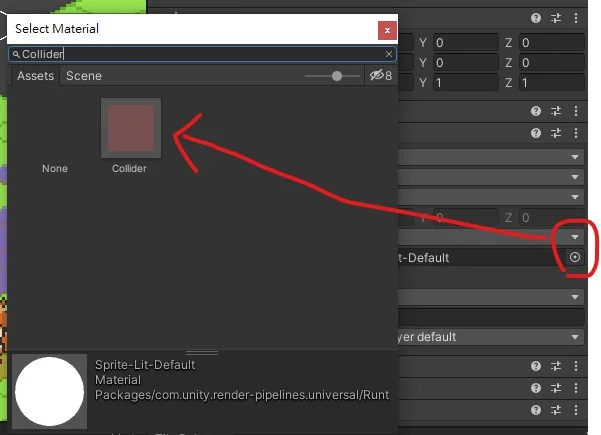 Select Material
x
Collider
Assets Scene
8
None
Collider
Y 0 Z 0
Y 0 Z 0
Y 1 Z 1
Y 0 Z 0
t-Default
yer default
Sprite-Lit-Default
Material
Packages/com.unity.render-pipelines.universal/Runt